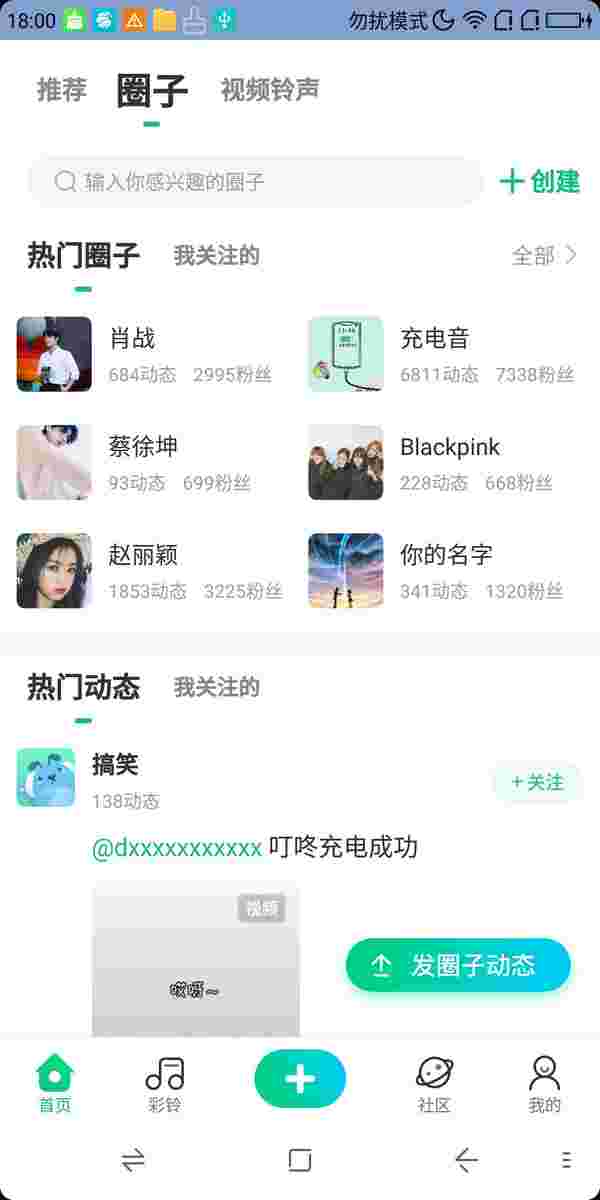 18:00 勿扰模式
推荐 圈子 视频铃声
输入你感兴趣的圈子 创建
热门圈子 我关注的 全部
肖战 充电音
684动态 2995粉丝 6811动态 7338粉丝
蔡徐坤 Blackpink
93动态 699粉丝 228动态 668粉丝
赵丽颖 你的名字
1853动态 3225粉丝 341动态 1320粉丝
热门动态 我关注的
搞笑
138动态 +关注
@dxxxxxxxxxxx 叮咚充电成功
视频
哎呀~
发圈子动态
首页 彩铃 社区 我的